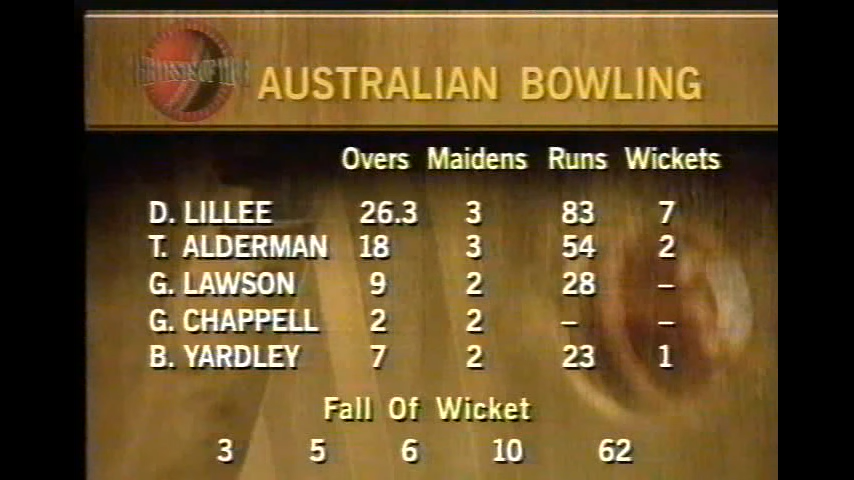 AUSTRALIAN BOWLING
Overs Maidens Runs Wickets
D. LILLEE 26.3 3 83 7
T. ALDERMAN 18 3 54 2
G. LAWSON 9 2 28 –
G. CHAPPELL 2 2 – –
B. YARDLEY 7 2 23 1
Fall Of Wicket
3 5 6 10 62